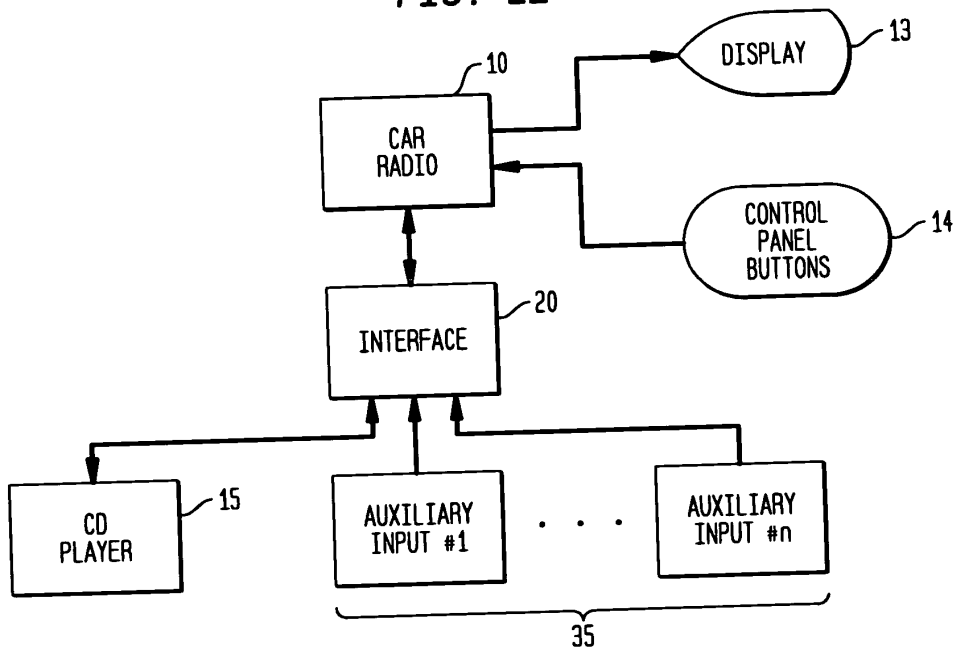 13
DISPLAY
10
CAR
RADIO
CONTROL
PANEL
BUTTONS
14
20
INTERFACE
15
CD
PLAYER
AUXILIARY
INPUT #1
. . .
AUXILIARY
INPUT #n
35